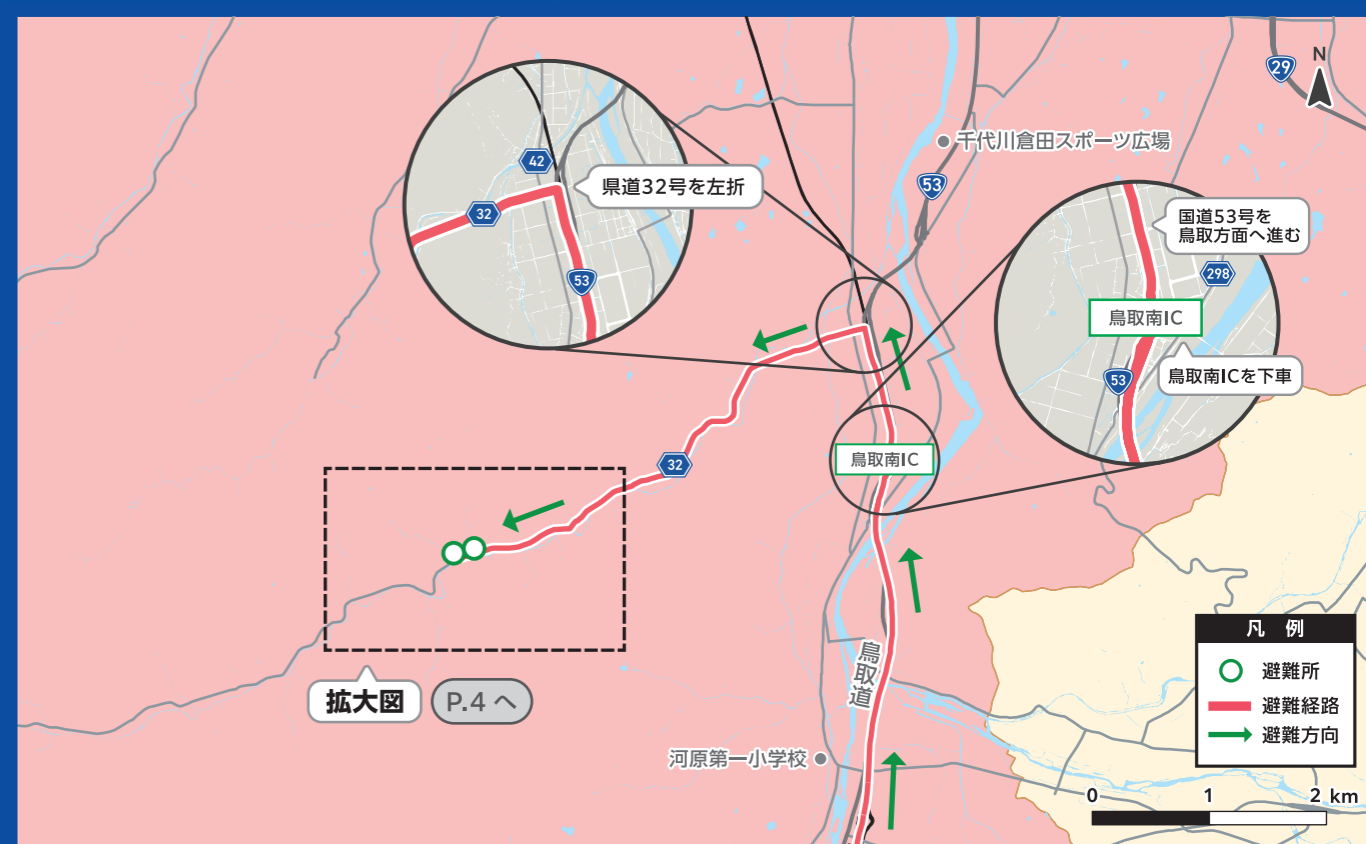 29
N
千代川倉田スポーツ広場
42
県道32号を左折
53
32
国道53号を
鳥取方面へ進む
53
298
鳥取南IC
鳥取南ICを下車
53
鳥取南IC
32
拡大図
P.4 へ
鳥取道
河原第一小学校
凡 例
避難所
避難経路
避難方向
0 1 2 km